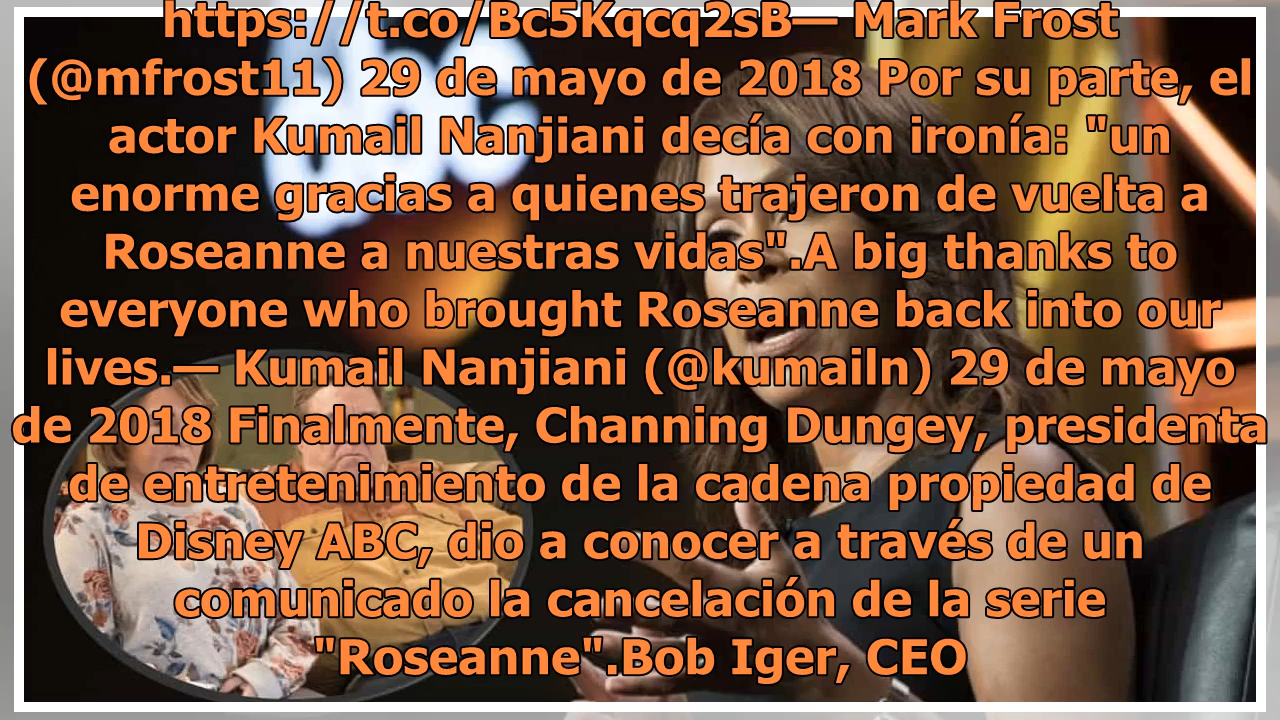 https://t.co/Bc5Kqcq2sB— Mark Frost
(@mfrost11) 29 de mayo de 2018 Por su parte, el
actor Kumail Nanjiani decía con ironía: "un
enorme gracias a quienes trajeron de vuelta a
Roseanne a nuestras vidas".A big thanks to
everyone who brought Roseanne back into our
lives.— Kumail Nanjiani (@kumailn) 29 de mayo
de 2018 Finalmente, Channing Dungey, presidenta
de entretenimiento de la cadena propiedad de
Disney ABC, dio a conocer a través de un
comunicado la cancelación de la serie
"Roseanne".Bob Iger, CEO